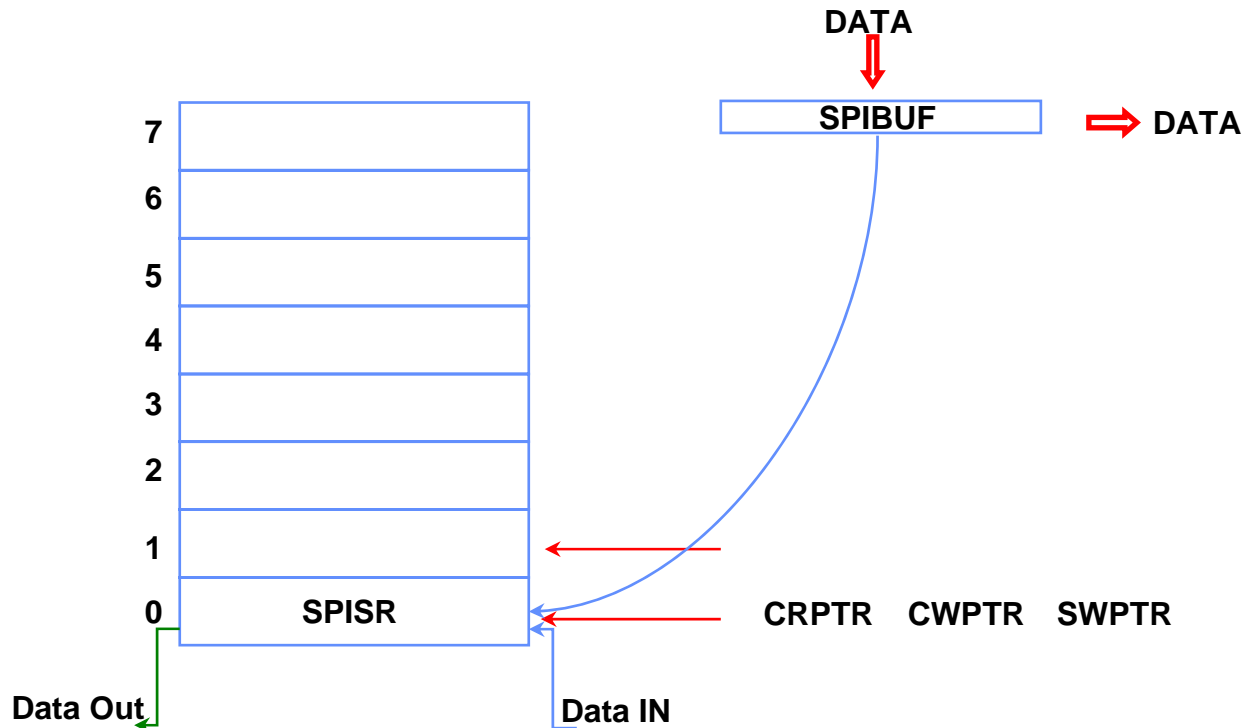 DATA
SPIBUF
DATA
7
6
5
4
3
2
1
0
SPISR
CRPTR CWPTR SWPTR
Data Out
Data IN